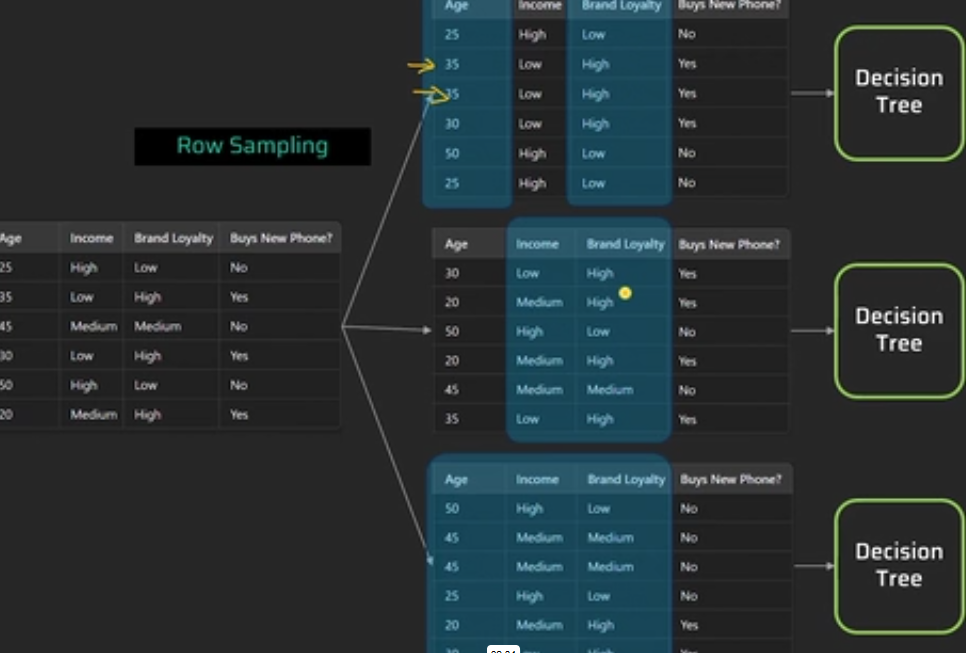 Age Income Brand Loyalty Buys New Phone?
25 High Low No
35 Low High Yes
35 Low High Yes
30 Low High Yes
50 High Low No
25 High Low No
Decision
Tree
Row Sampling
Age Income Brand Loyalty Buys New Phone?
25 High Low No
35 Low High Yes
45 Medium Medium No
30 Low High Yes
50 High Low No
20 Medium High Yes
Age Income Brand Loyalty Buys New Phone?
30 Low High Yes
20 Medium High Yes
50 High Low No
20 Medium High Yes
45 Medium Medium No
35 Low High Yes
Decision
Tree
Age Income Brand Loyalty Buys New Phone?
50 High Low No
45 Medium Medium No
45 Medium Medium No
25 High Low No
20 Medium High Yes
Decision
Tree